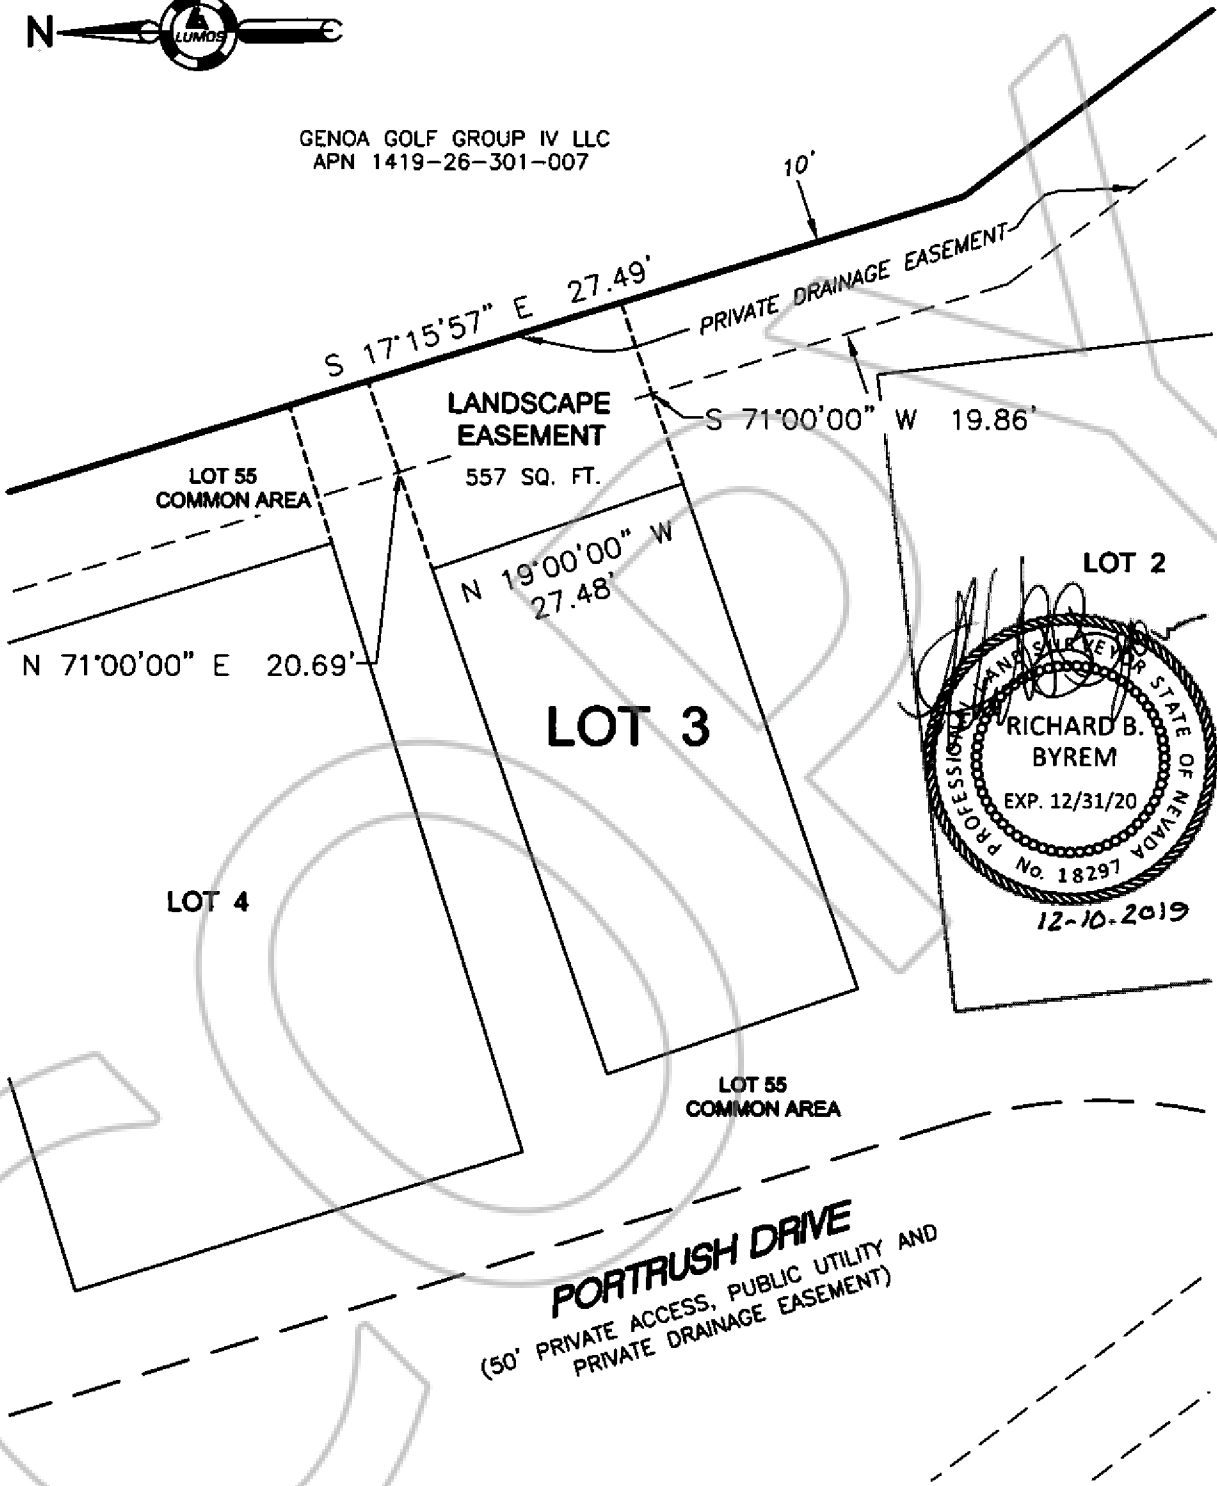 N
LUMOS
GENOA GOLF GROUP IV LLC
APN 1419-26-301-007
10'
S 17°15'57" E 27.49'
PRIVATE DRAINAGE EASEMENT
LANDSCAPE
EASEMENT
557 SQ. FT.
S 71°00'00" W 19.86'
LOT 55
COMMON AREA
N 19°00'00" W
27.48'
LOT 2
N 71°00'00" E 20.69'
LOT 3
PROFESSIONAL LAND SURVEYOR STATE OF NEVADA
RICHARD B.
BYREM
EXP. 12/31/20
No. 18297
12-10-2019
LOT 4
LOT 55
COMMON AREA
PORTRUSH DRIVE
(50' PRIVATE ACCESS, PUBLIC UTILITY AND
PRIVATE DRAINAGE EASEMENT)
COPY